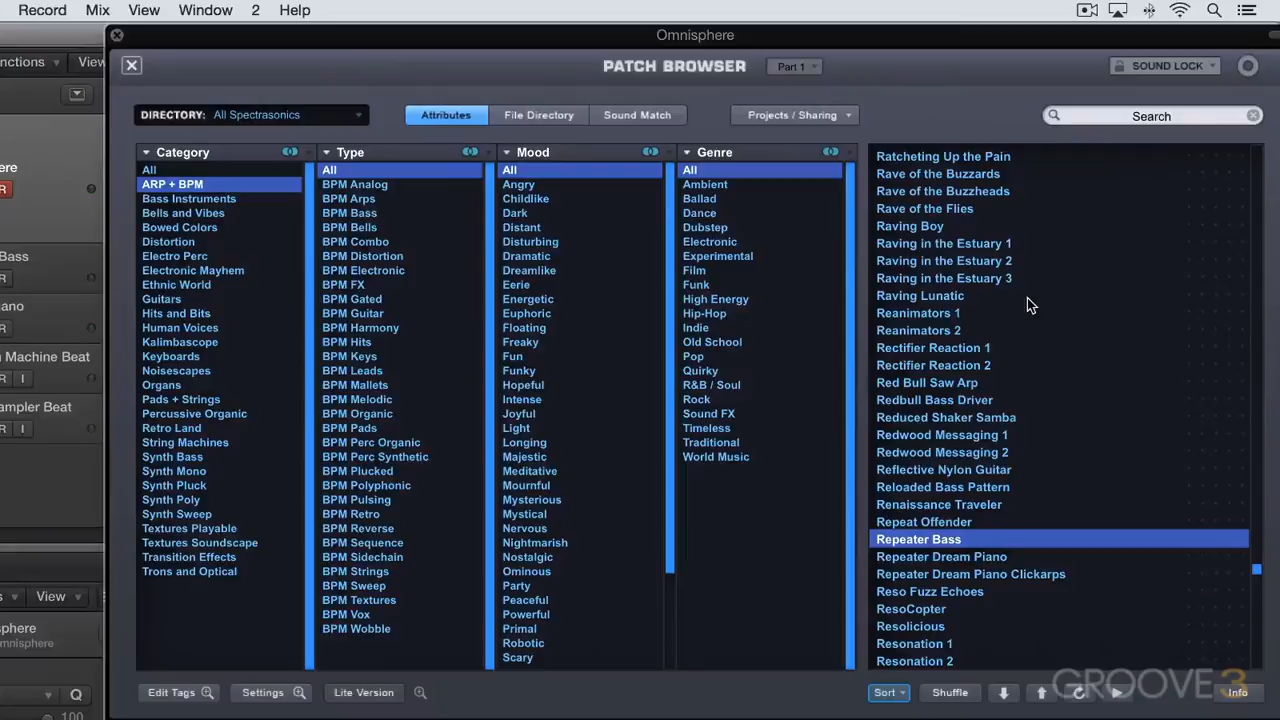 Record Mix View Window 2 Help
Omnisphere
nctions View
PATCH BROWSER Part 1 SOUND LOCK
DIRECTORY: All Spectrasonics Attributes File Directory Sound Match Projects / Sharing Search
Category
All
ARP + BPM
Bass Instruments
Bells and Vibes
Bowed Colors
Distortion
Electro Perc
Electronic Mayhem
Ethnic World
Guitars
Hits and Bits
Human Voices
Kalimbascope
Keyboards
Noisescapes
Organs
Pads + Strings
Percussive Organic
Retro Land
String Machines
Synth Bass
Synth Mono
Synth Pluck
Synth Poly
Synth Sweep
Textures Playable
Textures Soundscape
Transition Effects
Trons and Optical
Type
All
BPM Analog
BPM Arps
BPM Bass
BPM Bells
BPM Combo
BPM Distortion
BPM Electronic
BPM FX
BPM Gated
BPM Guitar
BPM Harmony
BPM Hits
BPM Keys
BPM Leads
BPM Mallets
BPM Melodic
BPM Organic
BPM Pads
BPM Perc Organic
BPM Perc Synthetic
BPM Plucked
BPM Polyphonic
BPM Pulsing
BPM Retro
BPM Reverse
BPM Sequence
BPM Sidechain
BPM Strings
BPM Sweep
BPM Textures
BPM Vox
BPM Wobble
Mood
All
Angry
Childlike
Dark
Distant
Disturbing
Dramatic
Dreamlike
Eerie
Energetic
Euphoric
Floating
Freaky
Fun
Funky
Hopeful
Intense
Joyful
Light
Longing
Majestic
Meditative
Mournful
Mysterious
Mystical
Nervous
Nightmarish
Nostalgic
Ominous
Party
Peaceful
Powerful
Primal
Robotic
Scary
Genre
All
Ambient
Ballad
Dance
Dubstep
Electronic
Experimental
Film
Funk
High Energy
Hip-Hop
Indie
Old School
Pop
Quirky
R&B / Soul
Rock
Sound FX
Timeless
Traditional
World Music
Ratcheting Up the Pain
Rave of the Buzzards
Rave of the Buzzheads
Rave of the Flies
Raving Boy
Raving in the Estuary 1
Raving in the Estuary 2
Raving in the Estuary 3
Raving Lunatic
Reanimators 1
Reanimators 2
Rectifier Reaction 1
Rectifier Reaction 2
Red Bull Saw Arp
Redbull Bass Driver
Reduced Shaker Samba
Redwood Messaging 1
Redwood Messaging 2
Reflective Nylon Guitar
Reloaded Bass Pattern
Renaissance Traveler
Repeat Offender
Repeater Bass
Repeater Dream Piano
Repeater Dream Piano Clickarps
Reso Fuzz Echoes
ResoCopter
Resolicious
Resonation 1
Resonation 2
ere
R
Bass
R
ano
R
n Machine Beat
R I
ampler Beat
R I
s View
sphere
mnisphere
Q
100
Edit Tags Settings Lite Version Sort Shuffle Info
GROOVE3